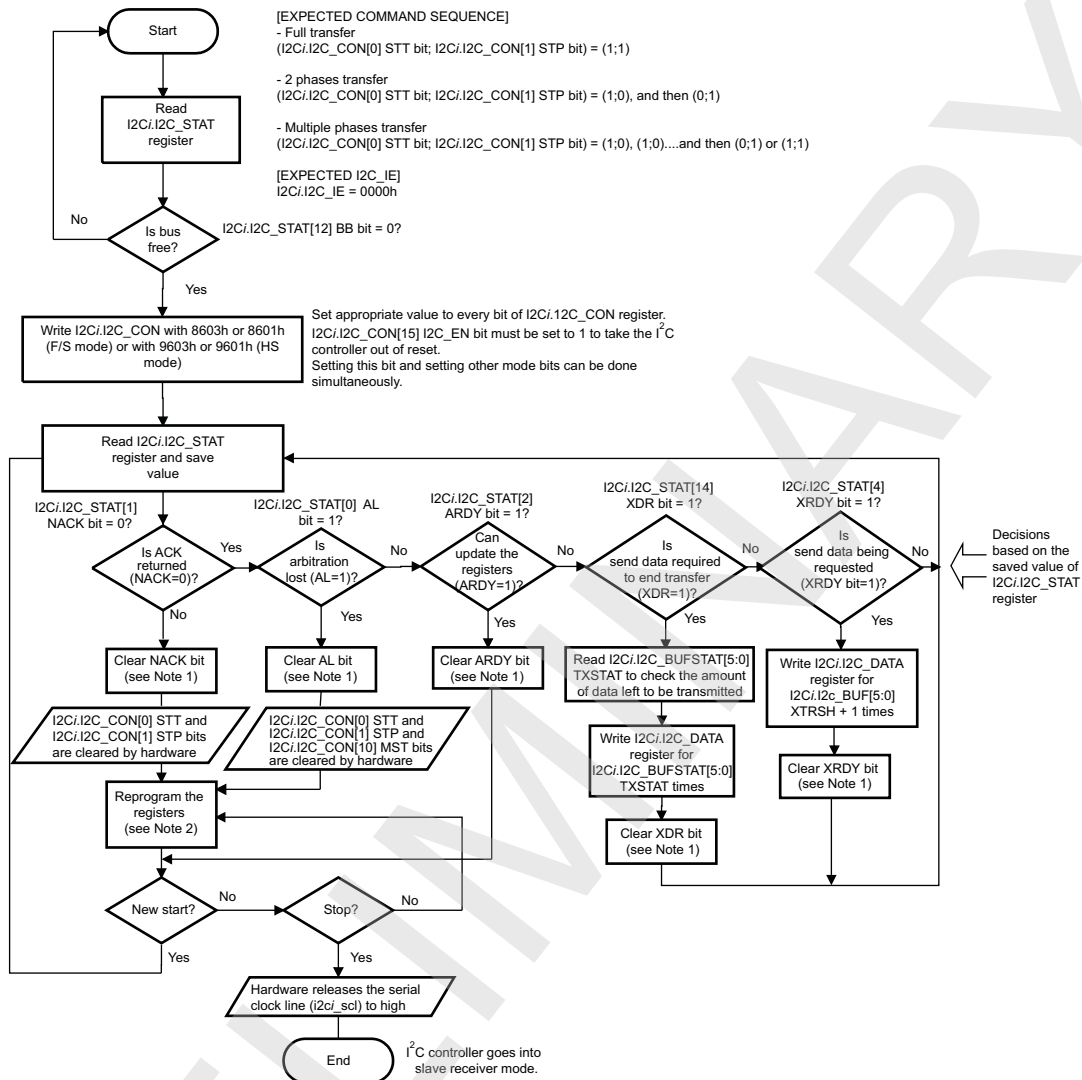 Start
[EXPECTED COMMAND SEQUENCE]
- Full transfer
(I2Ci.I2C_CON[0] STT bit; I2Ci.I2C_CON[1] STP bit) = (1;1)
- 2 phases transfer
(I2Ci.I2C_CON[0] STT bit; I2Ci.I2C_CON[1] STP bit) = (1;0), and then (0;1)
- Multiple phases transfer
(I2Ci.I2C_CON[0] STT bit; I2Ci.I2C_CON[1] STP bit) = (1;0), (1;0)....and then (0;1) or (1;1)
[EXPECTED I2C_IE]
I2Ci.I2C_IE = 0000h
Read
I2Ci.I2C_STAT
register
No
Is bus
free?
I2Ci.I2C_STAT[12] BB bit = 0?
Yes
Write I2Ci.I2C_CON with 8603h or 8601h
(F/S mode) or with 9603h or 9601h (HS
mode)
Set appropriate value to every bit of I2Ci.12C_CON register.
I2Ci.I2C_CON[15] I2C_EN bit must be set to 1 to take the I2C
controller out of reset.
Setting this bit and setting other mode bits can be done
simultaneously.
Read I2Ci.I2C_STAT
register and save
value
I2Ci.I2C_STAT[1]
NACK bit = 0?
I2Ci.I2C_STAT[0] AL
bit = 1?
I2Ci.I2C_STAT[2]
ARDY bit = 1?
I2Ci.I2C_STAT[14]
XDR bit = 1?
I2Ci.I2C_STAT[4]
XRDY bit = 1?
Is ACK
returned
(NACK=0)?
Yes
Is
arbitration
lost (AL=1)?
No
Can
update the
registers
(ARDY=1)?
No
Is
send data required
to end transfer
(XDR=1)?
No
Is
send data being
requested
(XRDY bit=1)?
No
Decisions
based on the
saved value of
I2Ci.I2C_STAT
register
No
Yes
Yes
Yes
Yes
Clear NACK bit
(see Note 1)
Clear AL bit
(see Note 1)
Clear ARDY bit
(see Note 1)
Read I2Ci.I2C_BUFSTAT[5:0]
TXSTAT to check the amount
of data left to be transmitted
Write I2Ci.I2C_DATA
register for
I2Ci.I2c_BUF[5:0]
XTRSH + 1 times
I2Ci.I2C_CON[0] STT and
I2Ci.I2C_CON[1] STP bits
are cleared by hardware
I2Ci.I2C_CON[0] STT and
I2Ci.I2C_CON[1] STP and
I2Ci.I2C_CON[10] MST bits
are cleared by hardware
Write I2Ci.I2C_DATA
register for
I2Ci.I2C_BUFSTAT[5:0]
TXSTAT times
Clear XRDY bit
(see Note 1)
Reprogram the
registers
(see Note 2)
Clear XDR bit
(see Note 1)
New start?
No
Stop?
No
Yes
Yes
Hardware releases the serial
clock line (i2ci_scl) to high
End
I2C controller goes into
slave receiver mode.